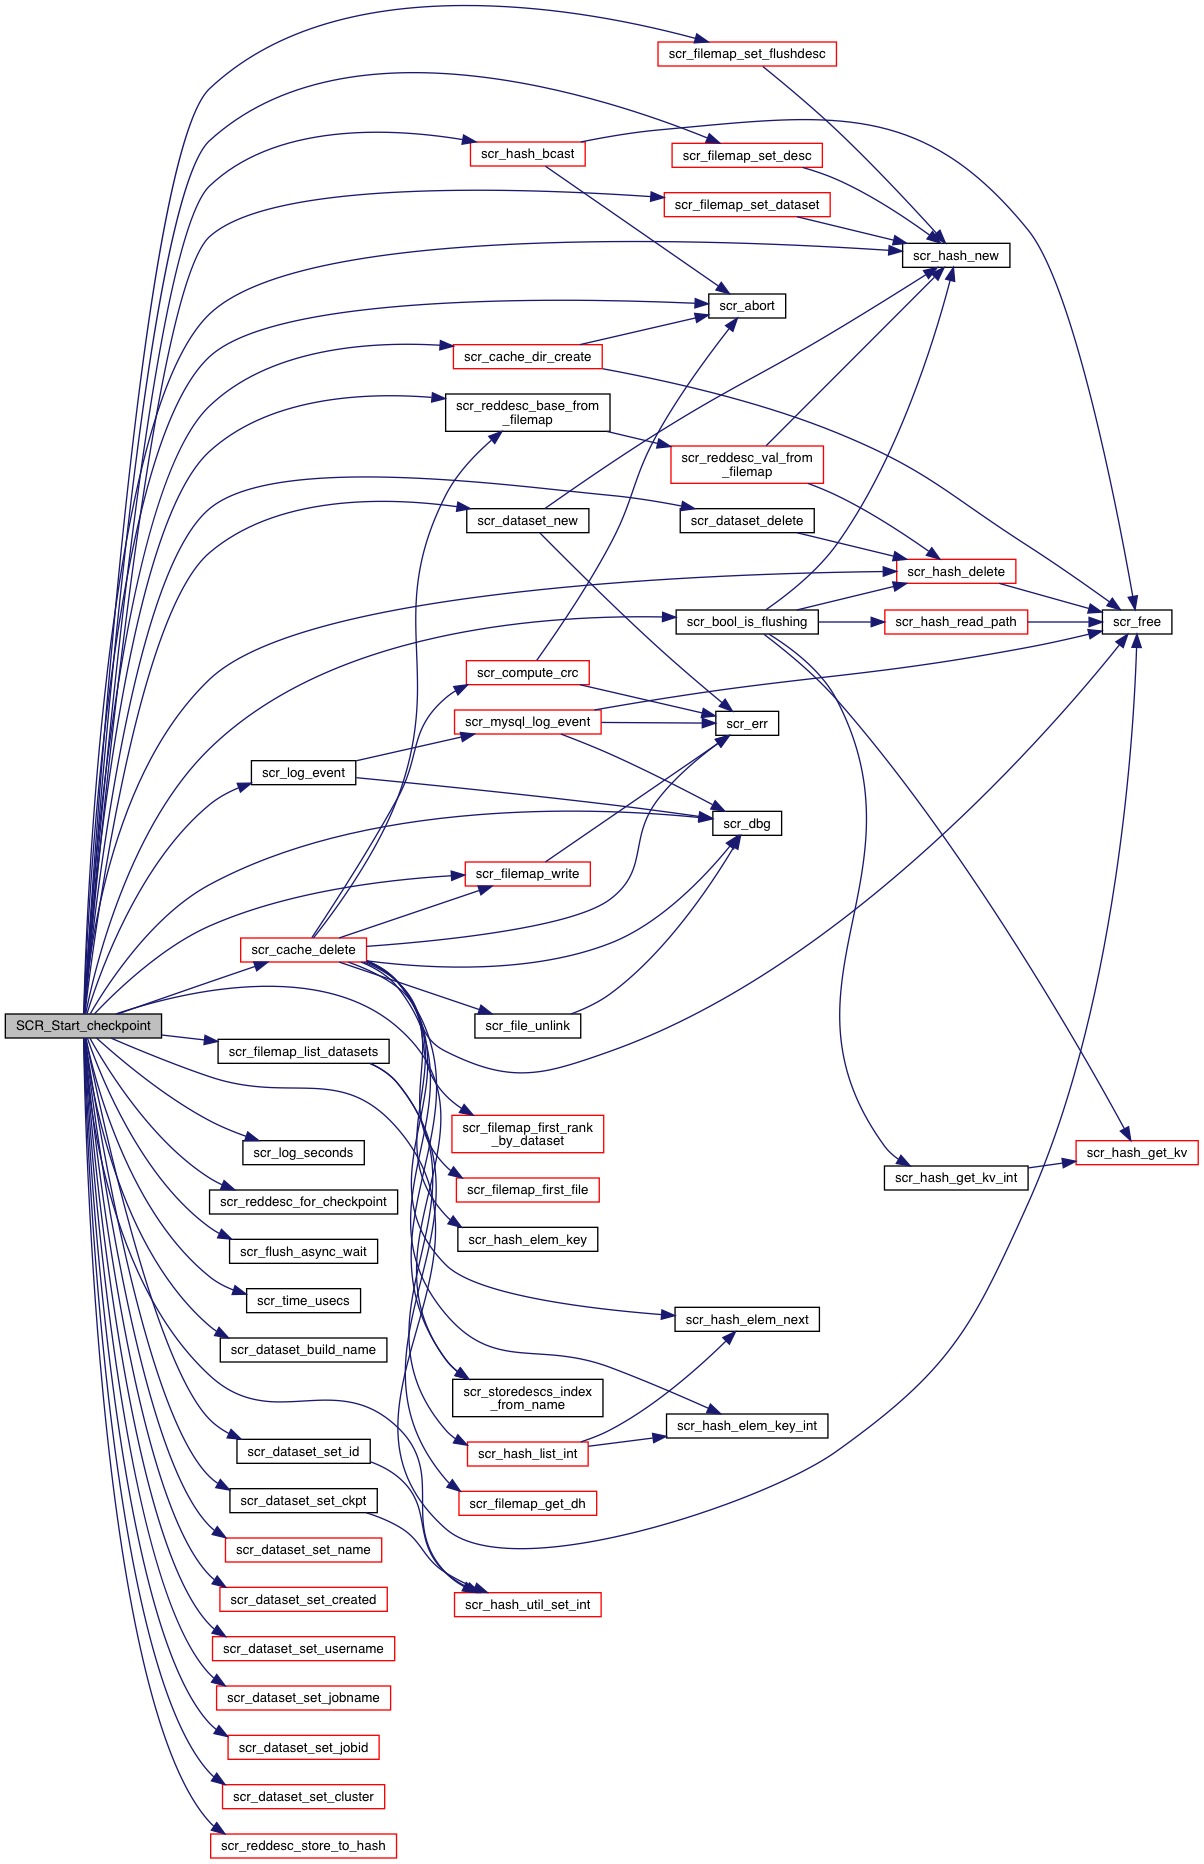 scr_filemap_set_flushdesc
scr_hash_bcast
scr_filemap_set_desc
scr_filemap_set_dataset
scr_hash_new
scr_abort
scr_cache_dir_create
scr_reddesc_base_from
_filemap
scr_reddesc_val_from
_filemap
scr_dataset_new
scr_dataset_delete
scr_hash_delete
scr_bool_is_flushing
scr_hash_read_path
scr_free
scr_compute_crc
scr_mysql_log_event
scr_err
scr_log_event
scr_dbg
scr_filemap_write
scr_cache_delete
SCR_Start_checkpoint
scr_file_unlink
scr_filemap_list_datasets
scr_filemap_first_rank
_by_dataset
scr_log_seconds
scr_hash_get_kv
scr_hash_get_kv_int
scr_filemap_first_file
scr_reddesc_for_checkpoint
scr_hash_elem_key
scr_flush_async_wait
scr_time_usecs
scr_hash_elem_next
scr_dataset_build_name
scr_storedescs_index
_from_name
scr_hash_elem_key_int
scr_dataset_set_id
scr_hash_list_int
scr_dataset_set_ckpt
scr_filemap_get_dh
scr_dataset_set_name
scr_dataset_set_created
scr_hash_util_set_int
scr_dataset_set_username
scr_dataset_set_jobname
scr_dataset_set_jobid
scr_dataset_set_cluster
scr_reddesc_store_to_hash